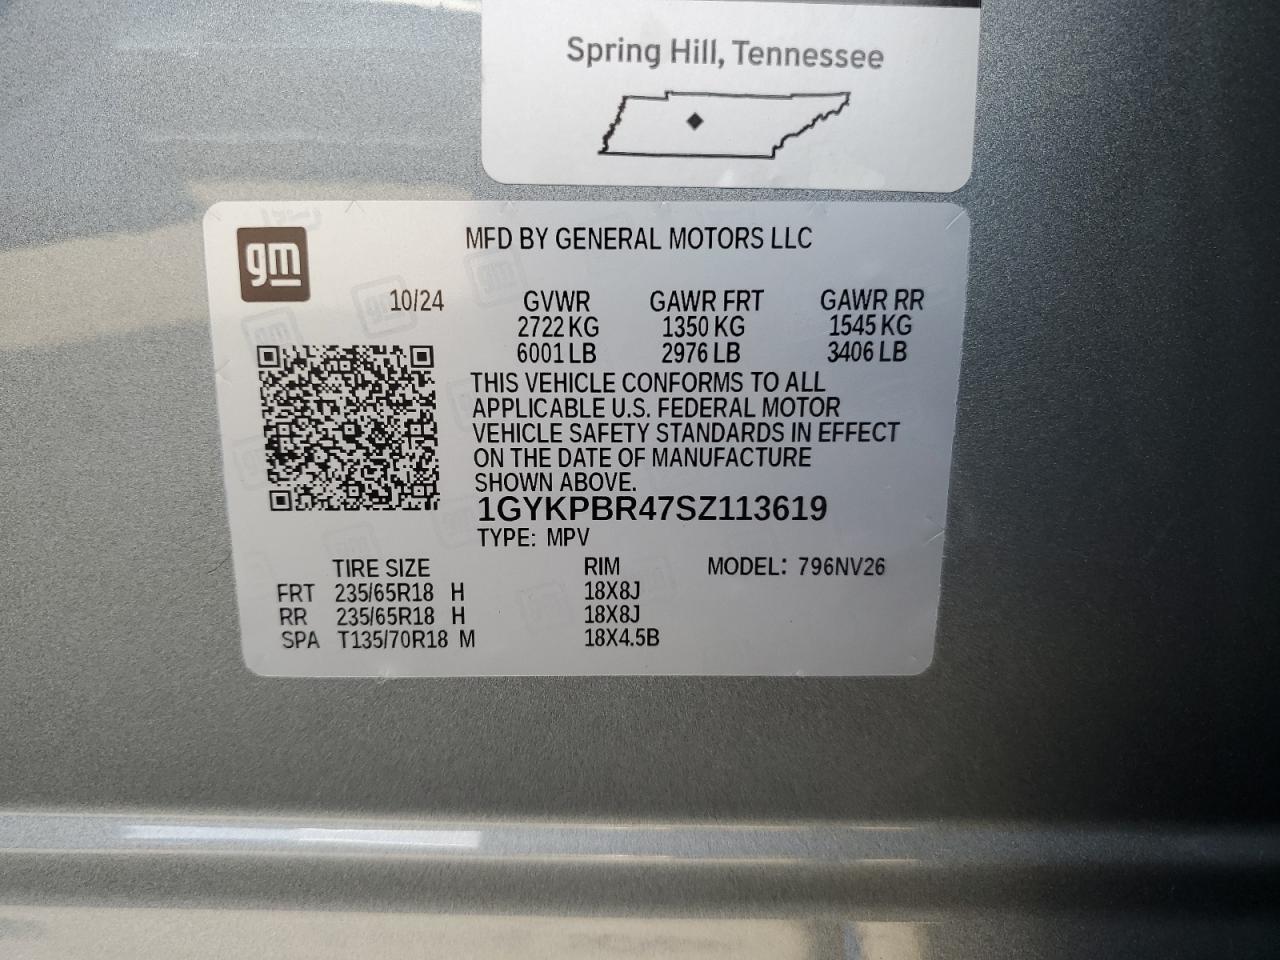 Spring Hill, Tennessee
gm
MFD BY GENERAL MOTORS LLC
10/24 GVWR GAWR FRT GAWR RR
2722 KG 1350 KG 1545 KG
6001 LB 2976 LB 3406 LB
THIS VEHICLE CONFORMS TO ALL
APPLICABLE U.S. FEDERAL MOTOR
VEHICLE SAFETY STANDARDS IN EFFECT
ON THE DATE OF MANUFACTURE
SHOWN ABOVE.
1GYKPBR47SZ113619
TYPE: MPV
TIRE SIZE RIM MODEL: 796NV26
FRT 235/65R18 H 18X8J
RR 235/65R18 H 18X8J
SPA T135/70R18 M 18X4.5B